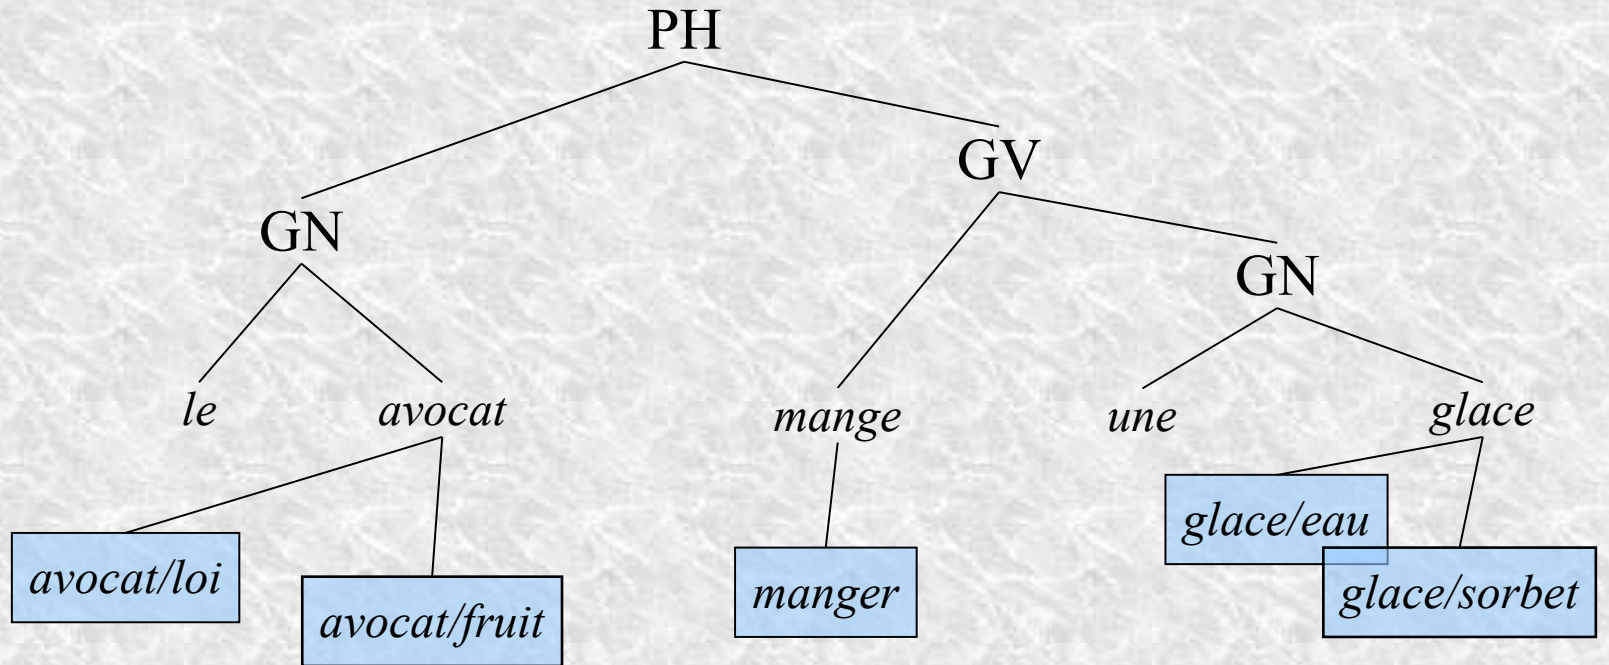 PH
GV
GN
GN
le
avocat
mange
une
glace
glace/eau
avocat/loi
avocat/fruit
manger
glace/sorbet